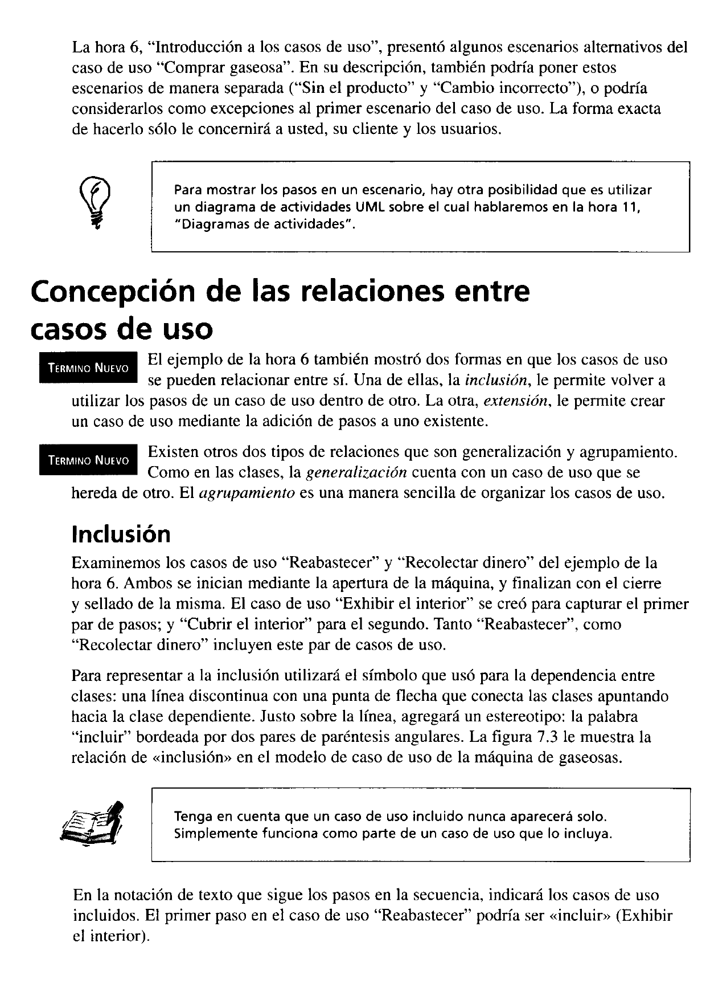 La hora 6, “Introducción a los casos de uso”, presentó algunos escenarios alternativos del
caso de uso “Comprar gaseosa”. En su descripción, también podría poner estos
escenarios de manera separada (“Sin el producto” y “Cambio incorrecto”), o podría
considerarlos como excepciones al primer escenario del caso de uso. La forma exacta
de hacerlo sólo le concernirá a usted, su cliente y los usuarios.
Para mostrar los pasos en un escenario, hay otra posibilidad que es utilizar
un diagrama de actividades UML sobre el cual hablaremos en la hora 11,
"Diagramas de actividades".
Concepción de las relaciones entre
casos de uso
TÉRMINO NUEVO El ejemplo de la hora 6 también mostró dos formas en que los casos de uso
se pueden relacionar entre sí. Una de ellas, la inclusión, le permite volver a
utilizar los pasos de un caso de uso dentro de otro. La otra, extensión, le permite crear
un caso de uso mediante la adición de pasos a uno existente.
TERMINO NUEVO Existen otros dos tipos de relaciones que son generalización y agrupamiento.
Como en las clases, la generalización cuenta con un caso de uso que se
hereda de otro. El agrupamiento es una manera sencilla de organizar los casos de uso.
Inclusión
Examinemos los casos de uso “Reabastecer” y “Recolectar dinero” del ejemplo de la
hora 6. Ambos se inician mediante la apertura de la máquina, y finalizan con el cierre
y sellado de la misma. El caso de uso “Exhibir el interior” se creó para capturar el primer
par de pasos; y “Cubrir el interior” para el segundo. Tanto “Reabastecer”, como
“Recolectar dinero” incluyen este par de casos de uso.
Para representar a la inclusión utilizará el símbolo que usó para la dependencia entre
clases: una línea discontinua con una punta de flecha que conecta las clases apuntando
hacia la clase dependiente. Justo sobre la línea, agregará un estereotipo: la palabra
“incluir” bordeada por dos pares de paréntesis angulares. La figura 7.3 le muestra la
relación de «inclusión» en el modelo de caso de uso de la máquina de gaseosas.
Tenga en cuenta que un caso de uso incluido nunca aparecerá solo.
Simplemente funciona como parte de un caso de uso que lo incluya.
En la notación de texto que sigue los pasos en la secuencia, indicará los casos de uso
incluidos. El primer paso en el caso de uso “Reabastecer” podría ser «incluir» (Exhibir
el interior).